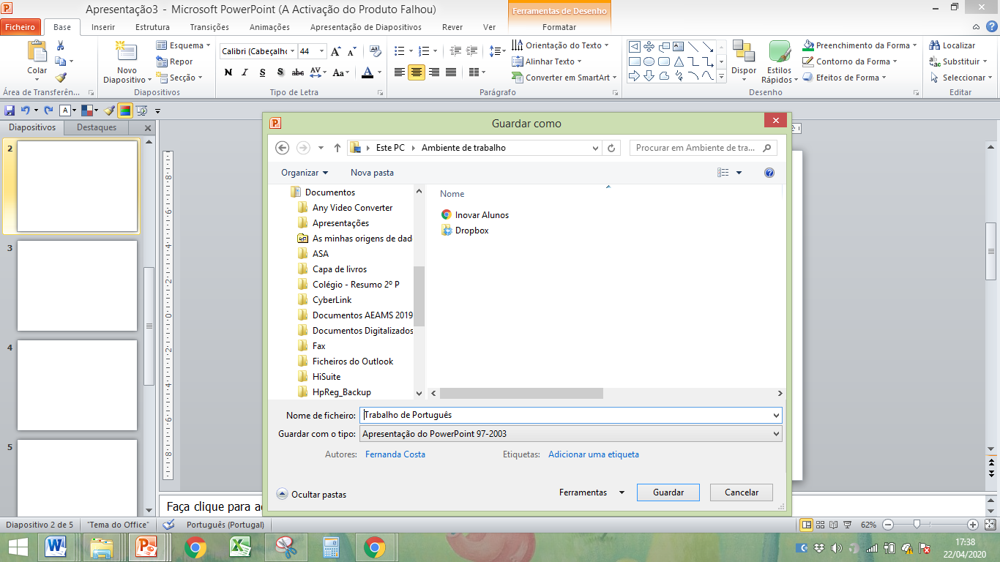 Apresentação3 - Microsoft PowerPoint (A Activação do Produto Falhou)
Ferramentas de Desenho
Ficheiro Base Inserir Estrutura Transições Animações Apresentação de Diapositivos Rever Ver Formatar
Colar
Área de Transferên...
Novo
Diapositivo
Esquema
Repor
Secção
Diapositivos
Calibri (Cabeçalho 44
N I S S abc AV Aa A
Tipo de Letra
Orientação do Texto
Alinhar Texto
Converter em SmartArt
Parágrafo
Dispor
Estilos
Rápidos
Preenchimento da Forma
Contorno da Forma
Efeitos de Forma
Desenho
Localizar
Substituir
Seleccionar
Editar
Diapositivos Destaques
2
3
4
5
Guardar como
Este PC Ambiente de trabalho
Procurar em Ambiente de tra...
Organizar Nova pasta
Documentos
Any Video Converter
Apresentações
As minhas origens de dad
ASA
Capa de livros
Colégio - Resumo 2º P
CyberLink
Documentos AEAMS 2019
Documentos Digitalizados
Fax
Ficheiros do Outlook
HiSuite
HpReg_Backup
Nome
Inovar Alunos
Dropbox
Nome de ficheiro: Trabalho de Português
Guardar com o tipo: Apresentação do PowerPoint 97-2003
Autores: Fernanda Costa Etiquetas: Adicionar uma etiqueta
Ocultar pastas Ferramentas Guardar Cancelar
Faça clique para ad
Diapositivo 2 de 5 "Tema do Office" Português (Portugal) 62%
17:38
22/04/2020